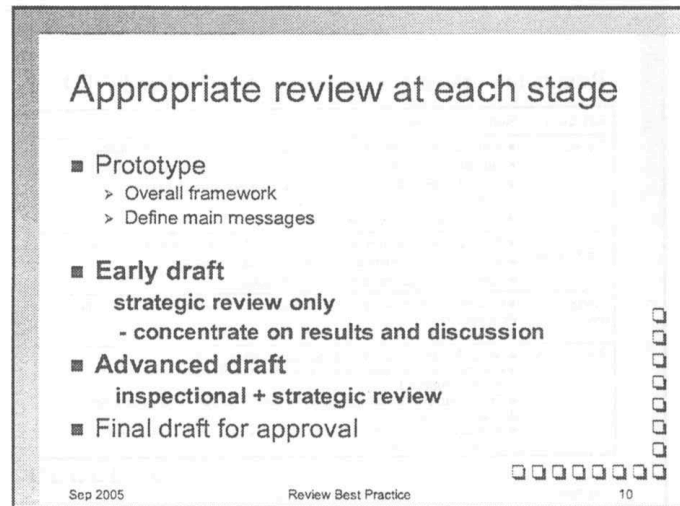 Appropriate review at each stage
■ Prototype
➢ Overall framework
➢ Define main messages
■ Early draft
strategic review only
- concentrate on results and discussion
■ Advanced draft
inspectional + strategic review
■ Final draft for approval
Sep 2005 Review Best Practice 10